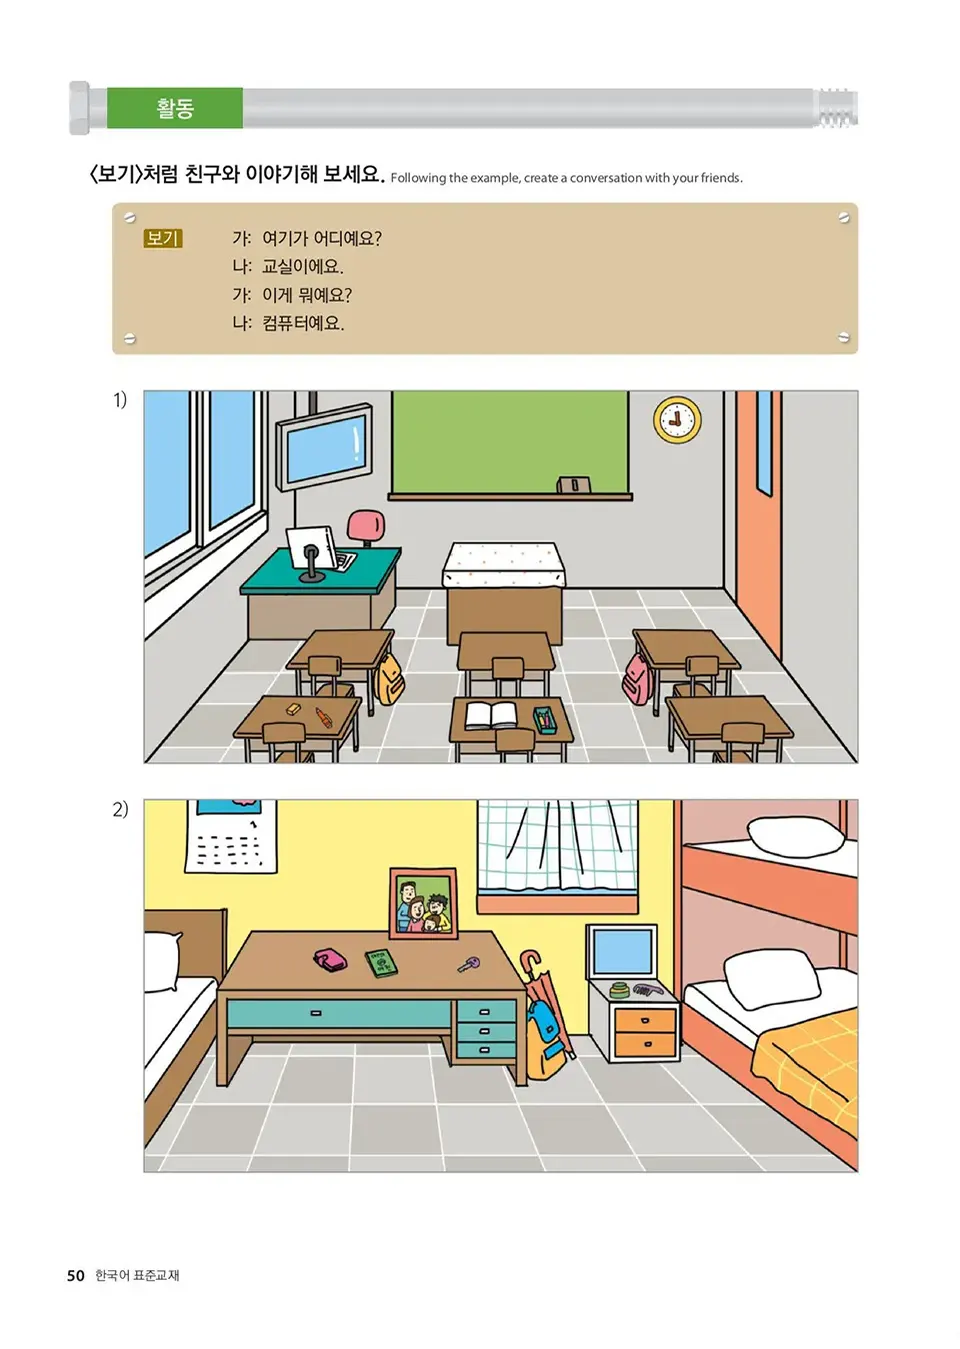 활동
〈보기〉처럼 친구와 이야기해 보세요. Following the example, create a conversation with your friends.
보기 가: 여기가 어디예요?
나: 교실이에요.
가: 이게 뭐예요?
나: 컴퓨터예요.
1)
2)
50 한국어 표준교재